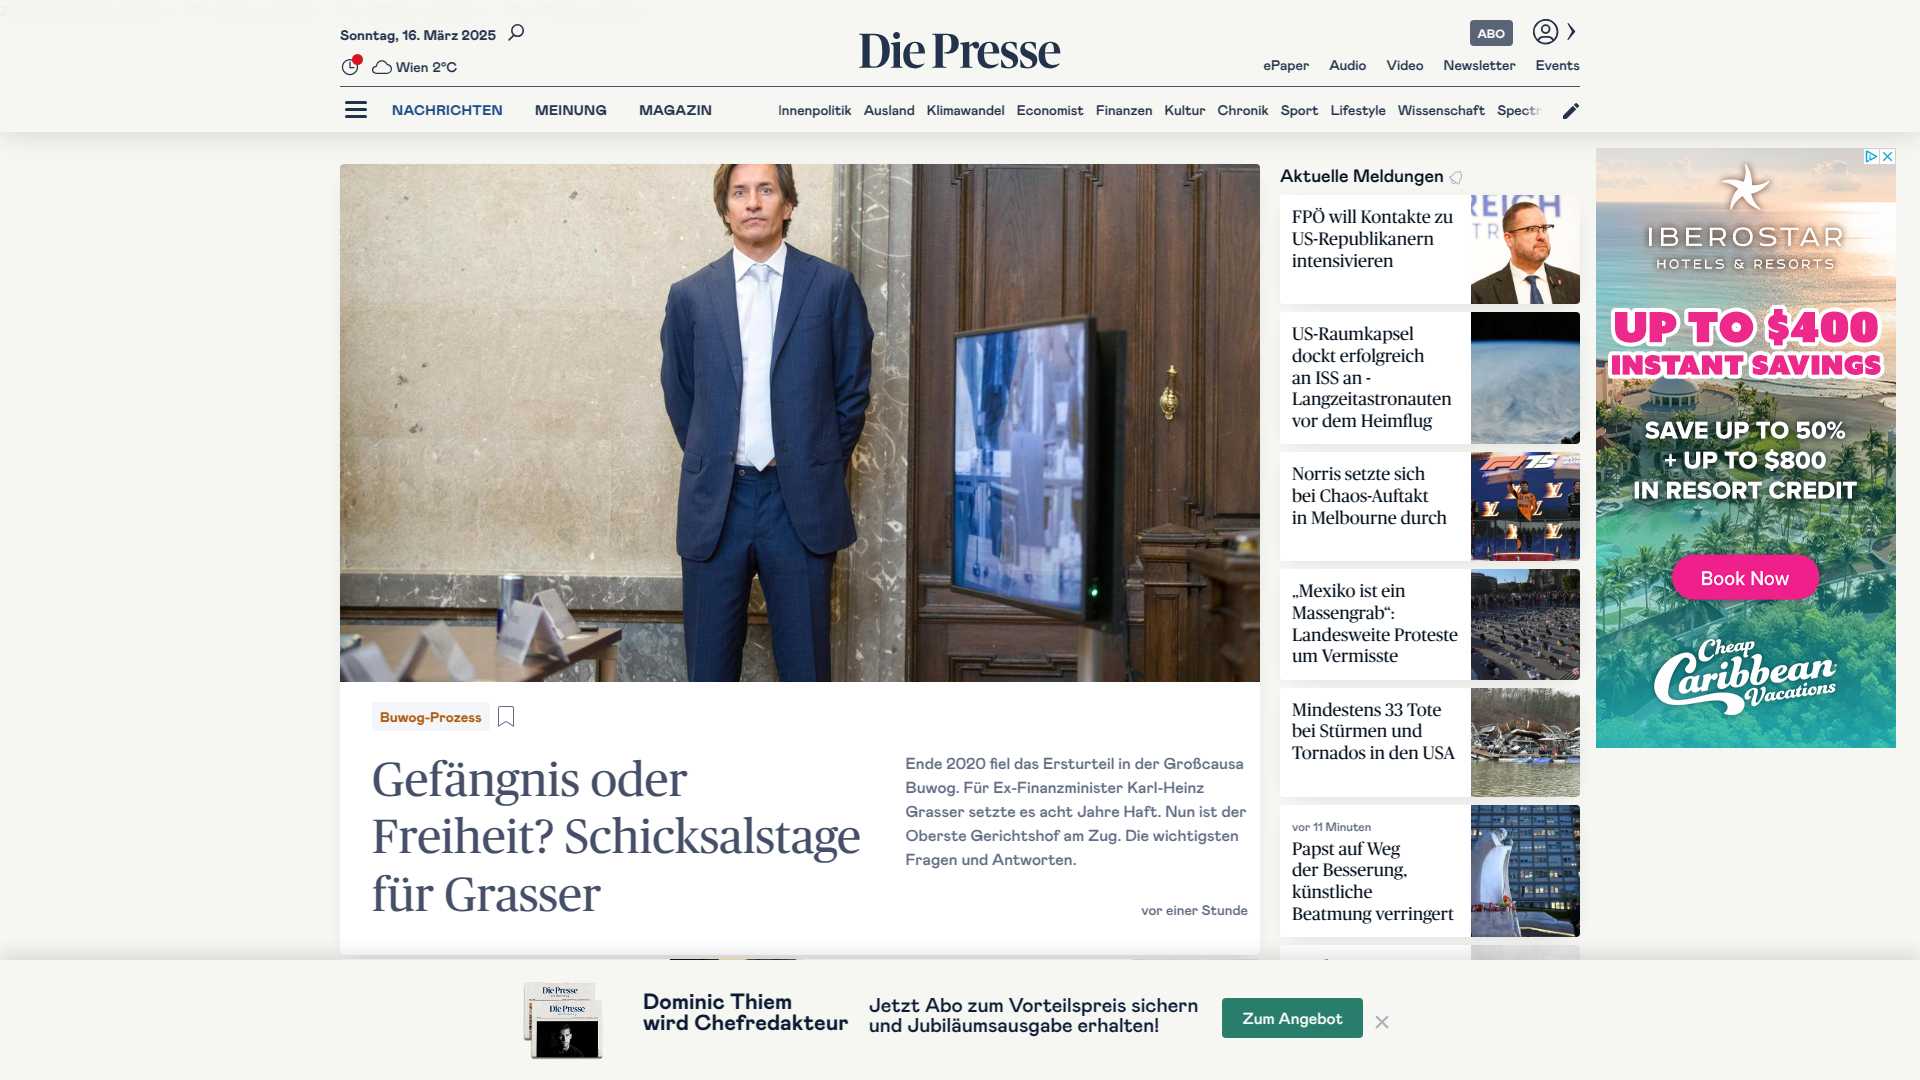 Sonntag, 16. März 2025
Wien 2°C
Die Presse
ABO
ePaper Audio Video Newsletter Events
NACHRICHTEN MEINUNG MAGAZIN
Innenpolitik Ausland Klimawandel Economist Finanzen Kultur Chronik Sport Lifestyle Wissenschaft Spectr
Buwog-Prozess
Gefängnis oder
Freiheit? Schicksalstage
für Grasser
Ende 2020 fiel das Ersturteil in der Großcausa
Buwog. Für Ex-Finanzminister Karl-Heinz
Grasser setzte es acht Jahre Haft. Nun ist der
Oberste Gerichtshof am Zug. Die wichtigsten
Fragen und Antworten.
vor einer Stunde
Aktuelle Meldungen
FPÖ will Kontakte zu
US-Republikanern
intensivieren
US-Raumkapsel
dockt erfolgreich
an ISS an -
Langzeitastronauten
vor dem Heimflug
Norris setzte sich
bei Chaos-Auftakt
in Melbourne durch
F1 75
„Mexiko ist ein
Massengrab“:
Landesweite Proteste
um Vermisste
Mindestens 33 Tote
bei Stürmen und
Tornados in den USA
vor 11 Minuten
Papst auf Weg
der Besserung,
künstliche
Beatmung verringert
IBEROSTAR
HOTELS & RESORTS
UP TO $400
INSTANT SAVINGS
SAVE UP TO 50%
+ UP TO $800
IN RESORT CREDIT
Book Now
Cheap
Caribbean
Vacations
Die Presse
Die Presse
Dominic Thiem
wird Chefredakteur
Jetzt Abo zum Vorteilspreis sichern
und Jubiläumsausgabe erhalten!
Zum Angebot